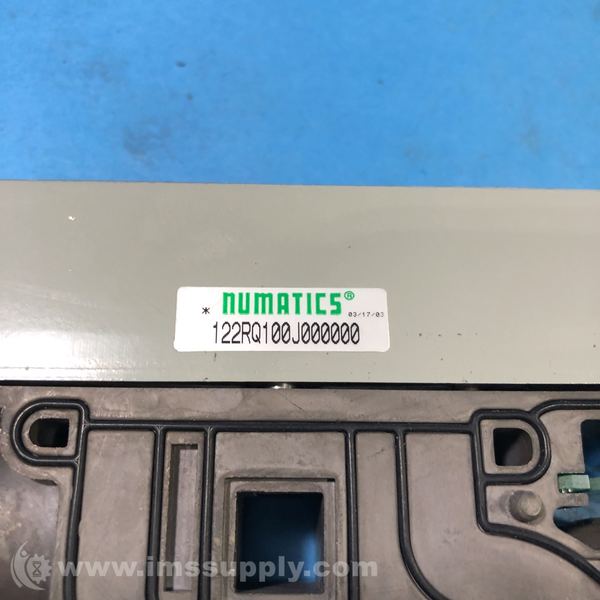 * NUMATICS®
03/17/03
122RQ100J000000
www.imssupply.com